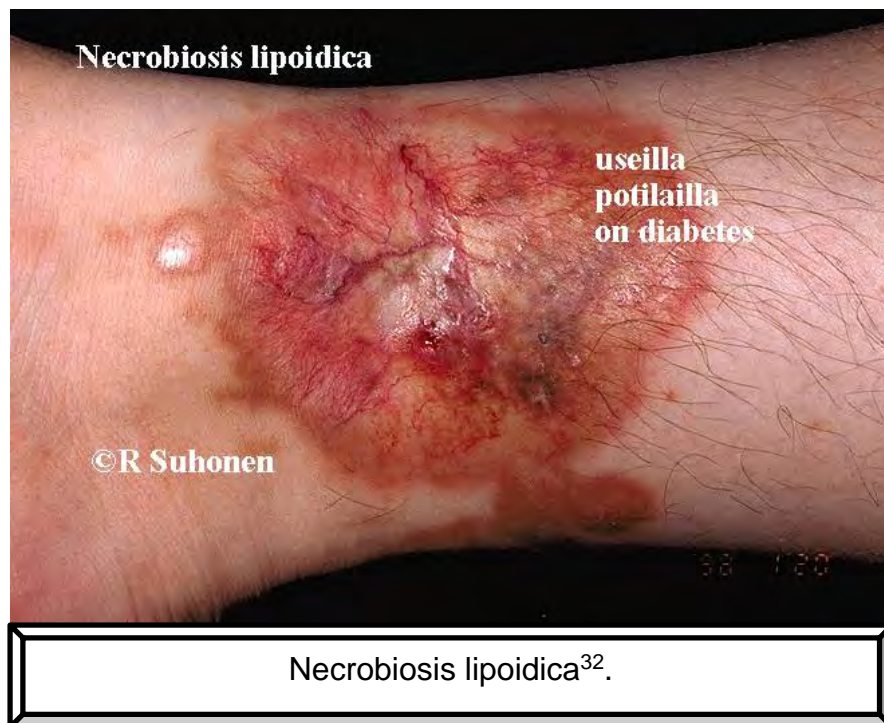 Necrobiosis lipoidica
useilla
potilailla
on diabetes
©R Suhonen
Necrobiosis lipoidica³².